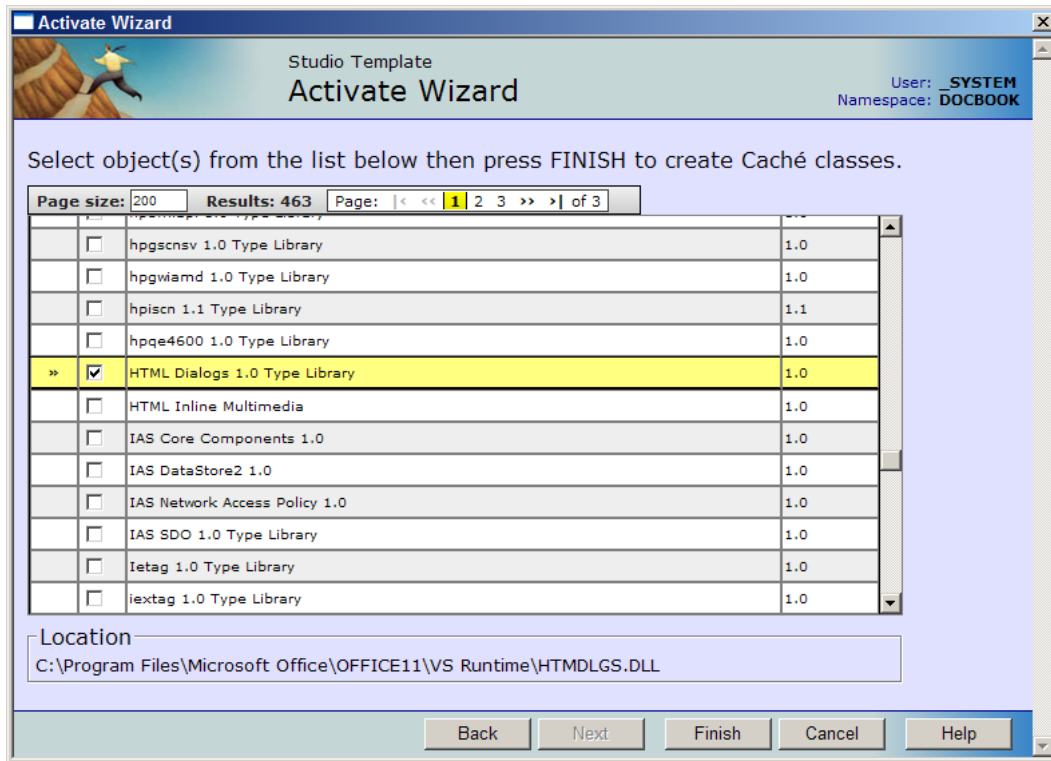 Activate Wizard
Studio Template
Activate Wizard
User: _SYSTEM
Namespace: DOCBOOK
Select object(s) from the list below then press FINISH to create Caché classes.
Page size: 200 Results: 463 Page: |< << 1 2 3 >> >| of 3
hpgscnsv 1.0 Type Library 1.0
hpgwiamd 1.0 Type Library 1.0
hpiscn 1.1 Type Library 1.1
hpqe4600 1.0 Type Library 1.0
» HTML Dialogs 1.0 Type Library 1.0
HTML Inline Multimedia 1.0
IAS Core Components 1.0 1.0
IAS DataStore2 1.0 1.0
IAS Network Access Policy 1.0 1.0
IAS SDO 1.0 Type Library 1.0
Ietag 1.0 Type Library 1.0
iextag 1.0 Type Library 1.0
Location
C:\Program Files\Microsoft Office\OFFICE11\VS Runtime\HTMDLGS.DLL
Back Next Finish Cancel Help